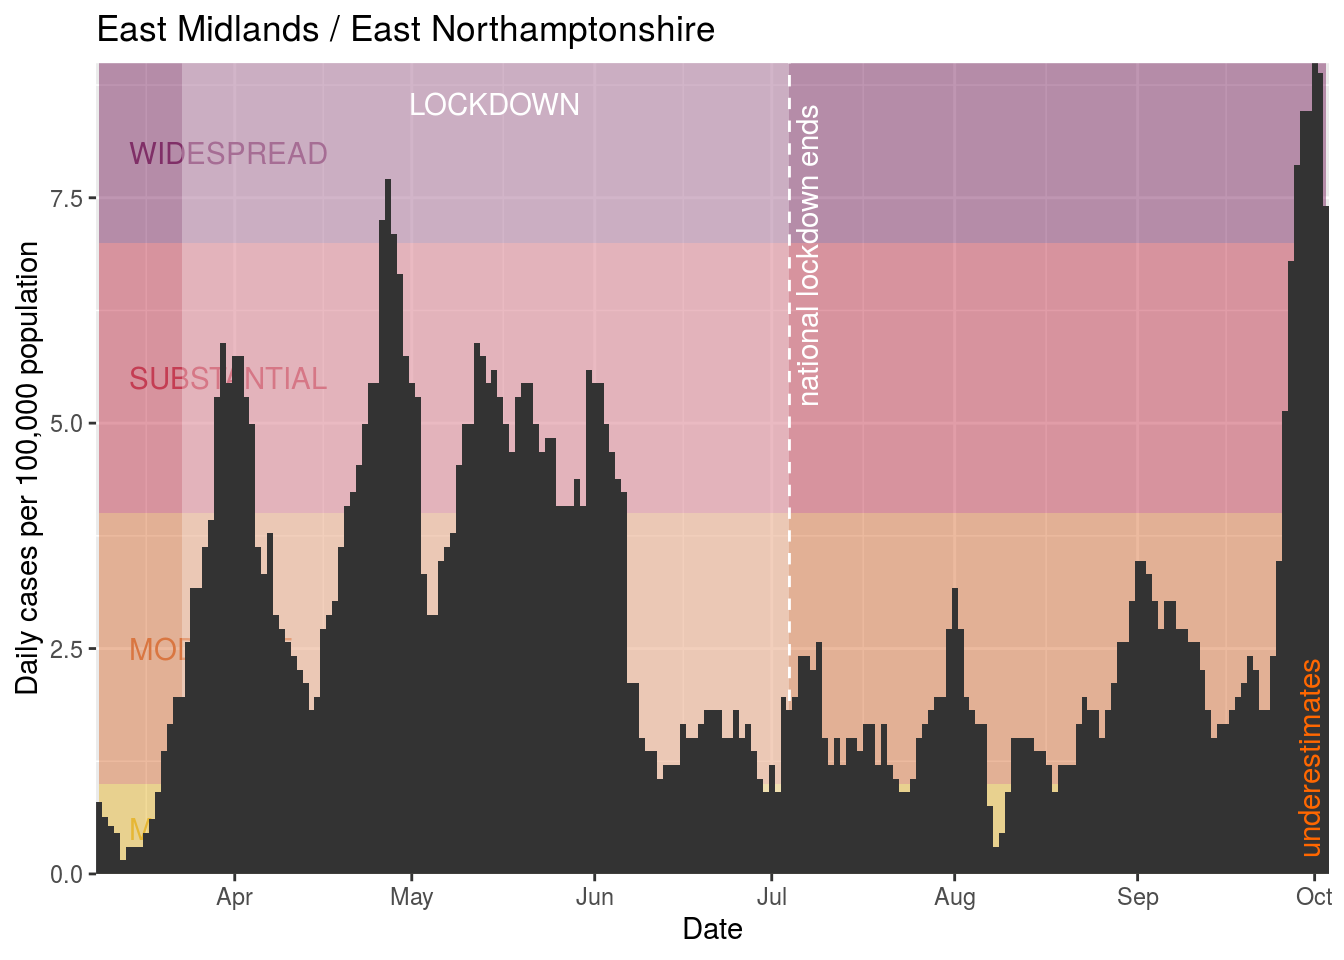 East Midlands / East Northamptonshire
LOCKDOWN
WIDESPREAD
SUBSTANTIAL
national lockdown ends
underestimates
Daily cases per 100,000 population
7.5
5.0
2.5
0.0
Apr
May
Jun
Jul
Aug
Sep
Oct
Date